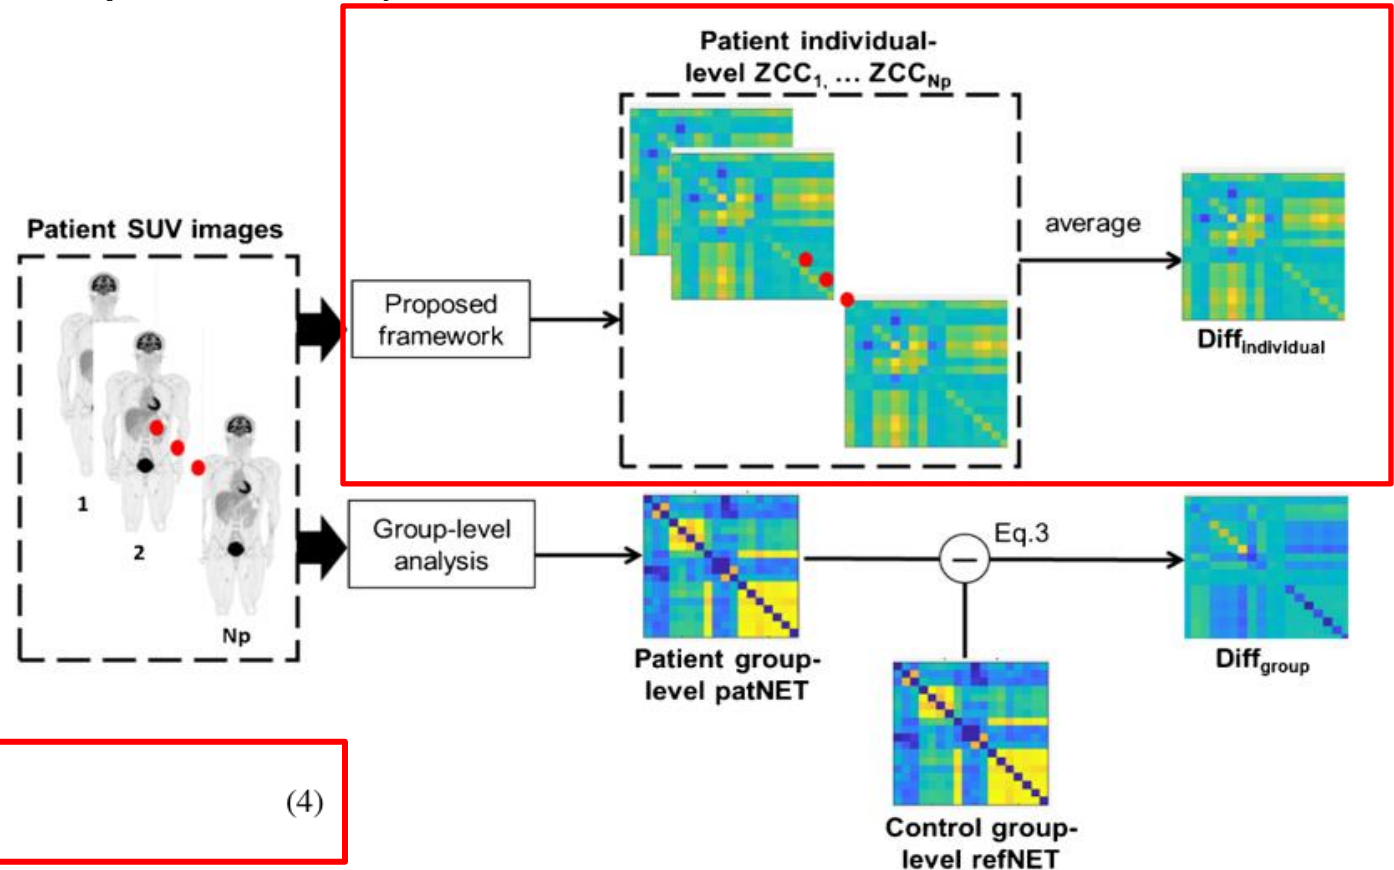 Patient individual-
level ZCC1, ... ZCCNp
Patient SUV images
average
Proposed
framework
Diffindividual
1
2
Np
Group-level
analysis
Eq.3
Patient group-
level patNET
Diffgroup
(4)
Control group-
level refNET